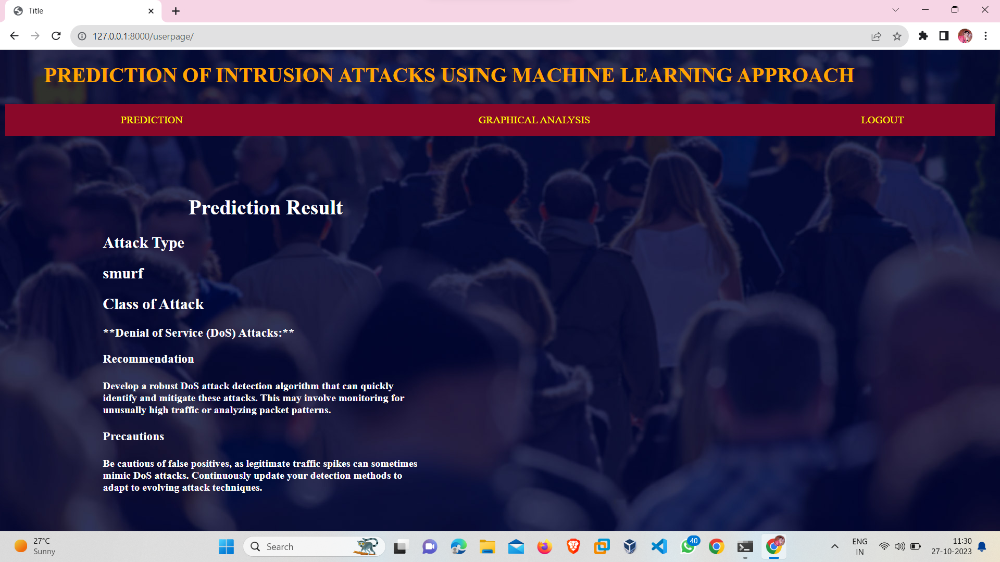 Title
127.0.0.1:8000/userpage/
PREDICTION OF INTRUSION ATTACKS USING MACHINE LEARNING APPROACH
PREDICTION
GRAPHICAL ANALYSIS
LOGOUT
Prediction Result
Attack Type
smurf
Class of Attack
**Denial of Service (DoS) Attacks:**
Recommendation
Develop a robust DoS attack detection algorithm that can quickly
identify and mitigate these attacks. This may involve monitoring for
unusually high traffic or analyzing packet patterns.
Precautions
Be cautious of false positives, as legitimate traffic spikes can sometimes
mimic DoS attacks. Continuously update your detection methods to
adapt to evolving attack techniques.
27°C
Sunny
Search
40
ENG
IN
11:30
27-10-2023